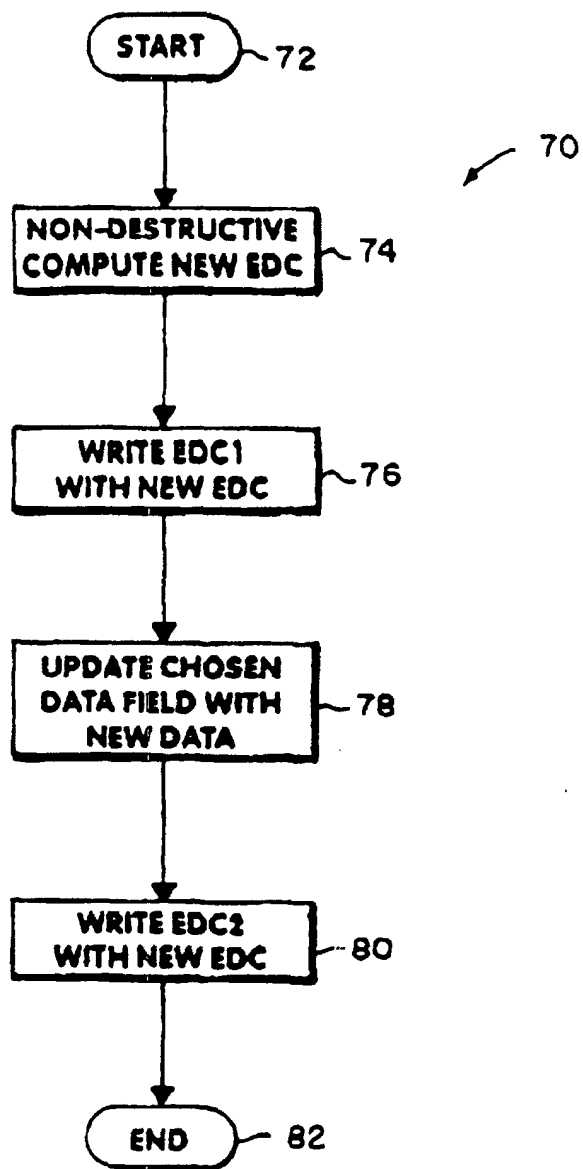 START
72
70
NON-DESTRUCTIVE
COMPUTE NEW EDC
74
WRITE EDC1
WITH NEW EDC
76
UPDATE CHOSEN
DATA FIELD WITH
NEW DATA
78
WRITE EDC2
WITH NEW EDC
80
END
82